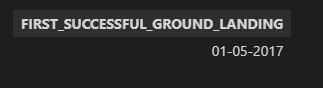 FIRST_SUCCESSFUL_GROUND_LANDING
01-05-2017